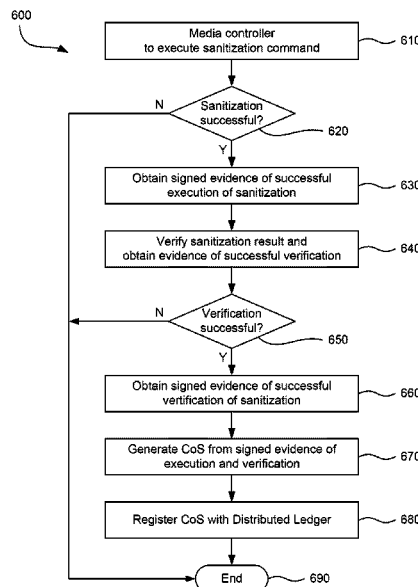 600
Media controller
to execute sanitization command
610
N
Sanitization
successful?
620
Y
Obtain signed evidence of successful
execution of sanitization
630
Verify sanitization result and
obtain evidence of successful verification
640
N
Verification
successful?
650
Y
Obtain signed evidence of successful
vertification of sanitization
660
Generate CoS from signed evidence of
execution and verification
670
Register CoS with Distributed Ledger
680
End
690